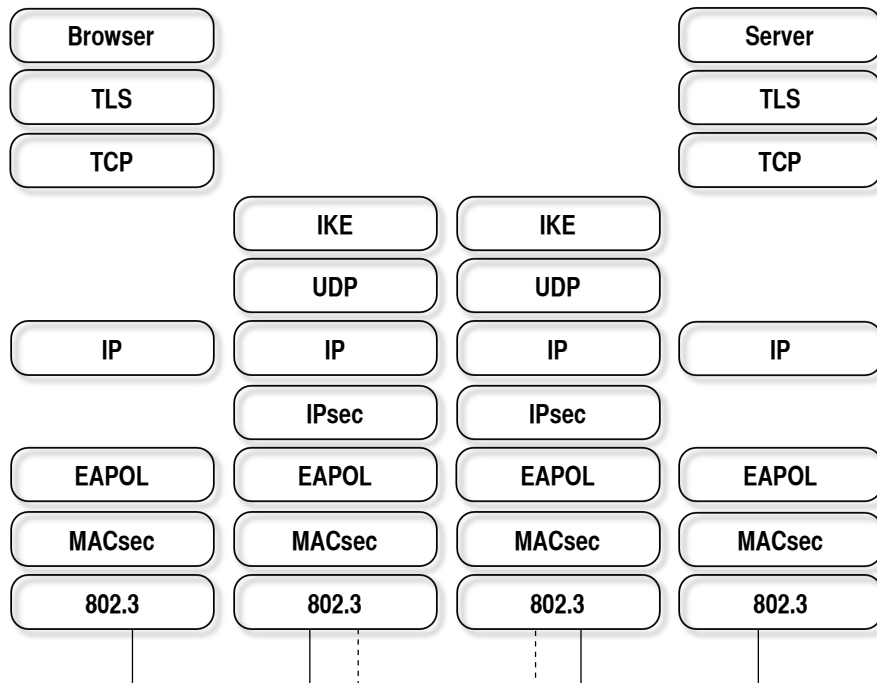 Browser Server
TLS TLS
TCP TCP
IKE IKE
UDP UDP
IP IP IP IP
IPsec IPsec
EAPOL EAPOL EAPOL EAPOL
MACsec MACsec MACsec MACsec
802.3 802.3 802.3 802.3